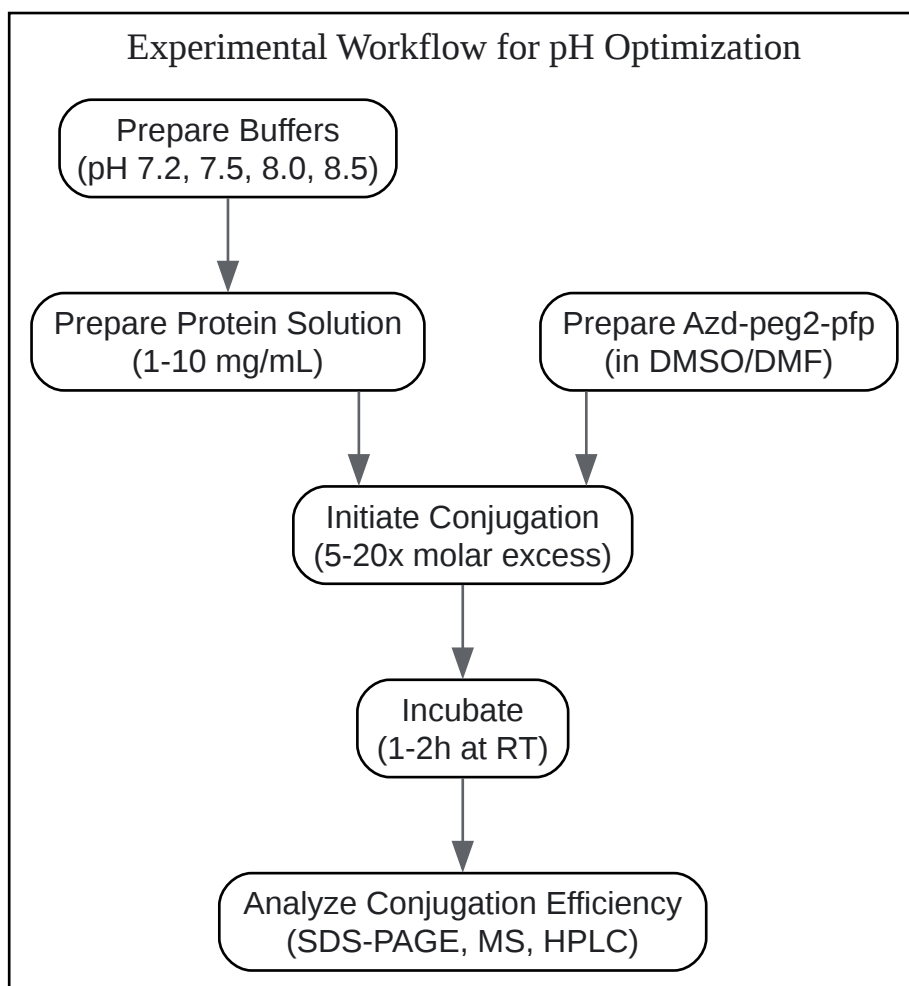 Experimental Workflow for pH Optimization
Prepare Buffers
(pH 7.2, 7.5, 8.0, 8.5)
Prepare Protein Solution
(1-10 mg/mL)
Prepare Azd-peg2-pfp
(in DMSO/DMF)
Initiate Conjugation
(5-20x molar excess)
Incubate
(1-2h at RT)
Analyze Conjugation Efficiency
(SDS-PAGE, MS, HPLC)